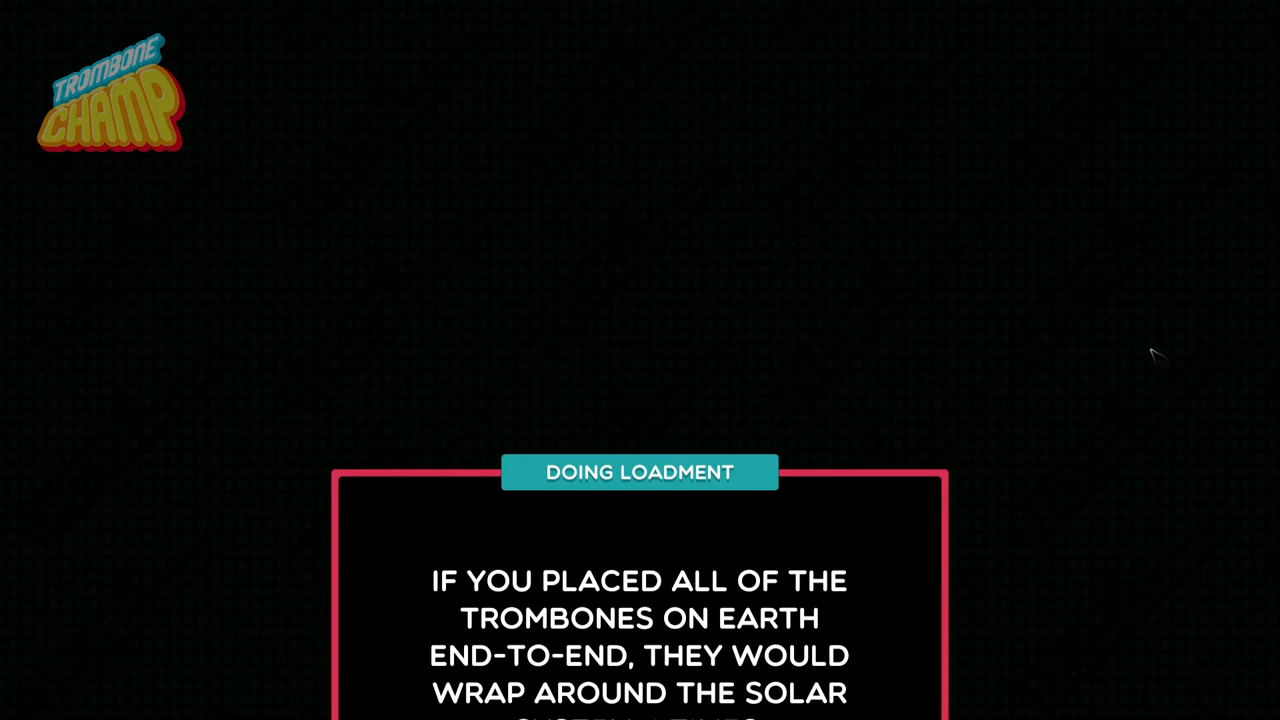 TROMBONE
CHAMP
DOING LOADMENT
IF YOU PLACED ALL OF THE
TROMBONES ON EARTH
END-TO-END, THEY WOULD
WRAP AROUND THE SOLAR